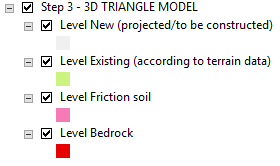 Step 3 - 3D TRIANGLE MODEL
Level New (projected/to be constructed)
Level Existing (according to terrain data)
Level Friction soil
Level Bedrock